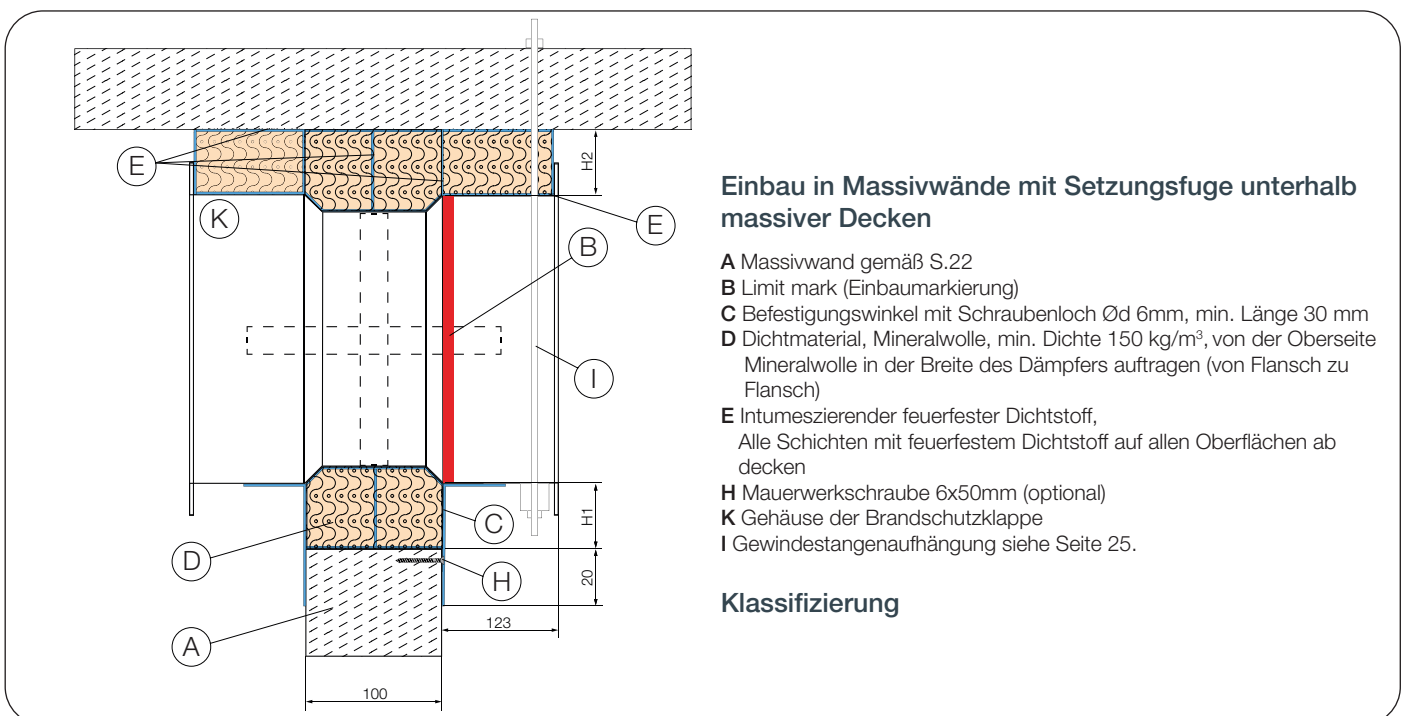 H2
E
K
E
B
I
C
H1
D
H
20
A
123
100
Einbau in Massivwände mit Setzungsfuge unterhalb
massiver Decken
A Massivwand gemäß S.22
B Limit mark (Einbaumarkierung)
C Befestigungswinkel mit Schraubenloch Ød 6mm, min. Länge 30 mm
D Dichtmaterial, Mineralwolle, min. Dichte 150 kg/m³, von der Oberseite
Mineralwolle in der Breite des Dämpfers auftragen (von Flansch zu
Flansch)
E Intumeszierender feuerfester Dichtstoff,
Alle Schichten mit feuerfestem Dichtstoff auf allen Oberflächen ab
decken
H Mauerwerkschraube 6x50mm (optional)
K Gehäuse der Brandschutzklappe
I Gewindestangenaufhängung siehe Seite 25.
Klassifizierung